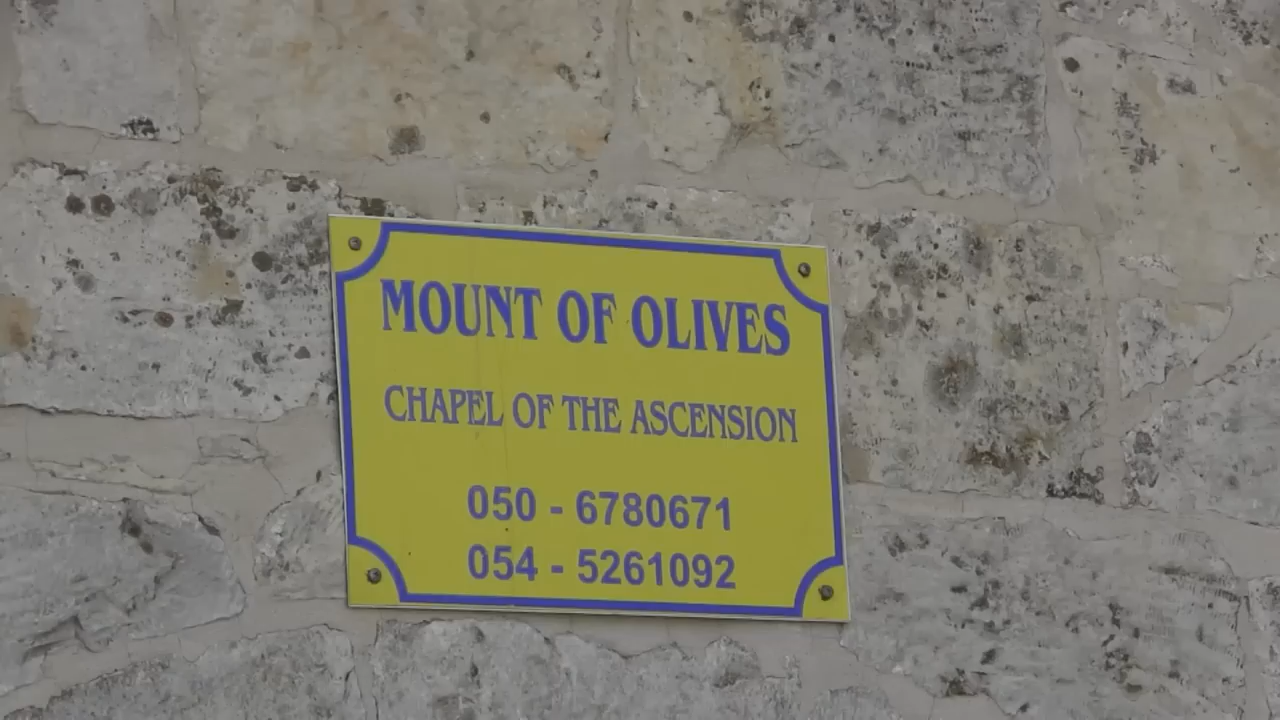 MOUNT OF OLIVES
CHAPEL OF THE ASCENSION
050 - 6780671
054 - 5261092